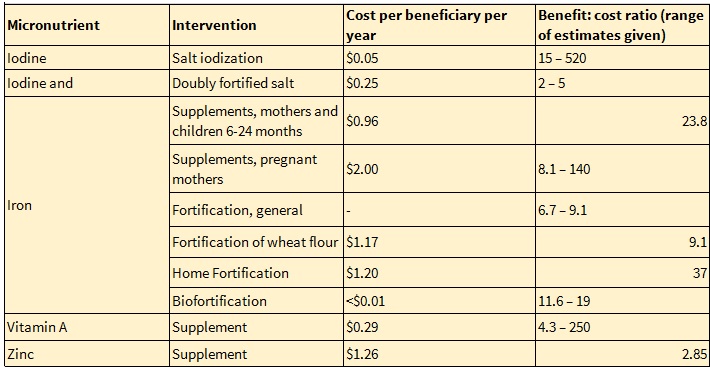 Micronutrient Intervention Cost per beneficiary per year Benefit: cost ratio (range of estimates given)
Iodine Salt iodization $0.05 15 – 520
Iodine and Doubly fortified salt $0.25 2 – 5
Iron Supplements, mothers and children 6-24 months $0.96 23.8
Supplements, pregnant mothers $2.00 8.1 – 140
Fortification, general - 6.7 – 9.1
Fortification of wheat flour $1.17 9.1
Home Fortification $1.20 37
Biofortification <$0.01 11.6 – 19
Vitamin A Supplement $0.29 4.3 – 250
Zinc Supplement $1.26 2.85